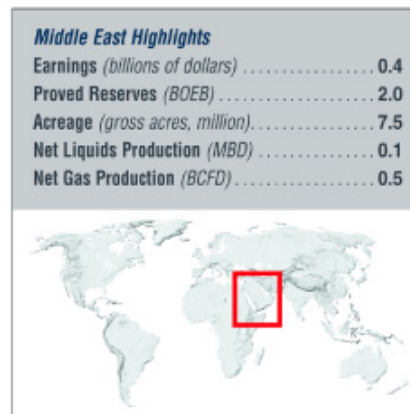 Middle East Highlights
Earnings (billions of dollars) ................ 0.4
Proved Reserves (BOEB) .................... 2.0
Acreage (gross acres, million)................ 7.5
Net Liquids Production (MBD) ............... 0.1
Net Gas Production (BCFD) .................. 0.5